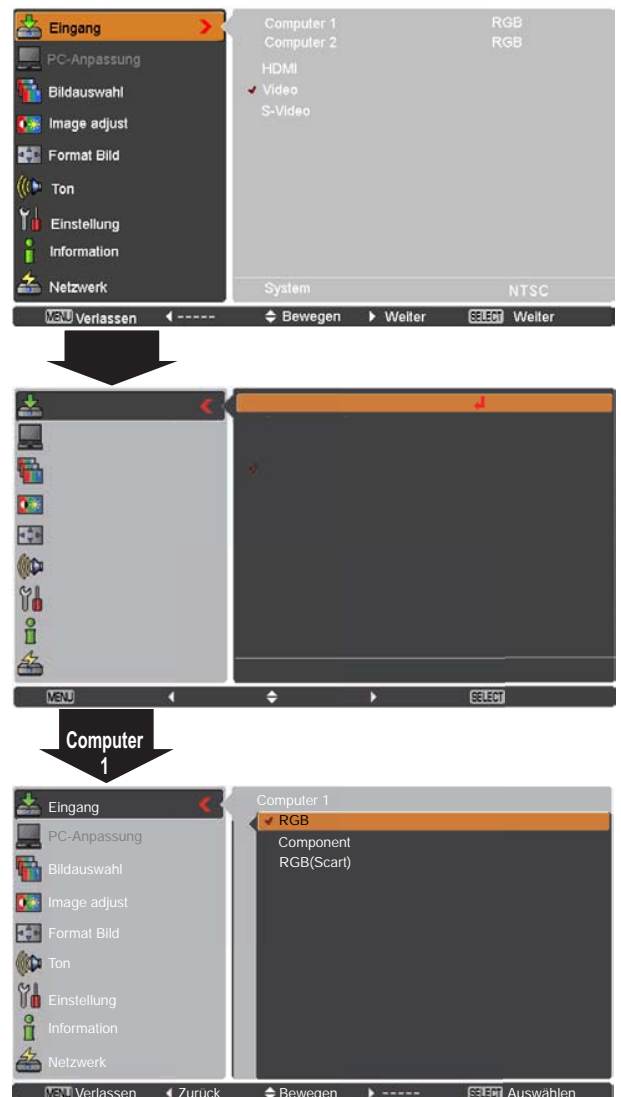 Eingang Computer 1 RGB
Computer 2 RGB
PC-Anpassung
HDMI
Bildauswahl Video
S-Video
Image adjust
Format Bild
Ton
Einstellung
Information
Netzwerk System NTSC
MENU Verlassen ----- Bewegen Weiter SELECT Weiter
MENU SELECT
Computer
1
Eingang Computer 1
RGB
PC-Anpassung Component
Bildauswahl RGB(Scart)
Image adjust
Format Bild
Ton
Einstellung
Information
Netzwerk
MENU Verlassen Zurück Bewegen ----- SELECT Auswählen